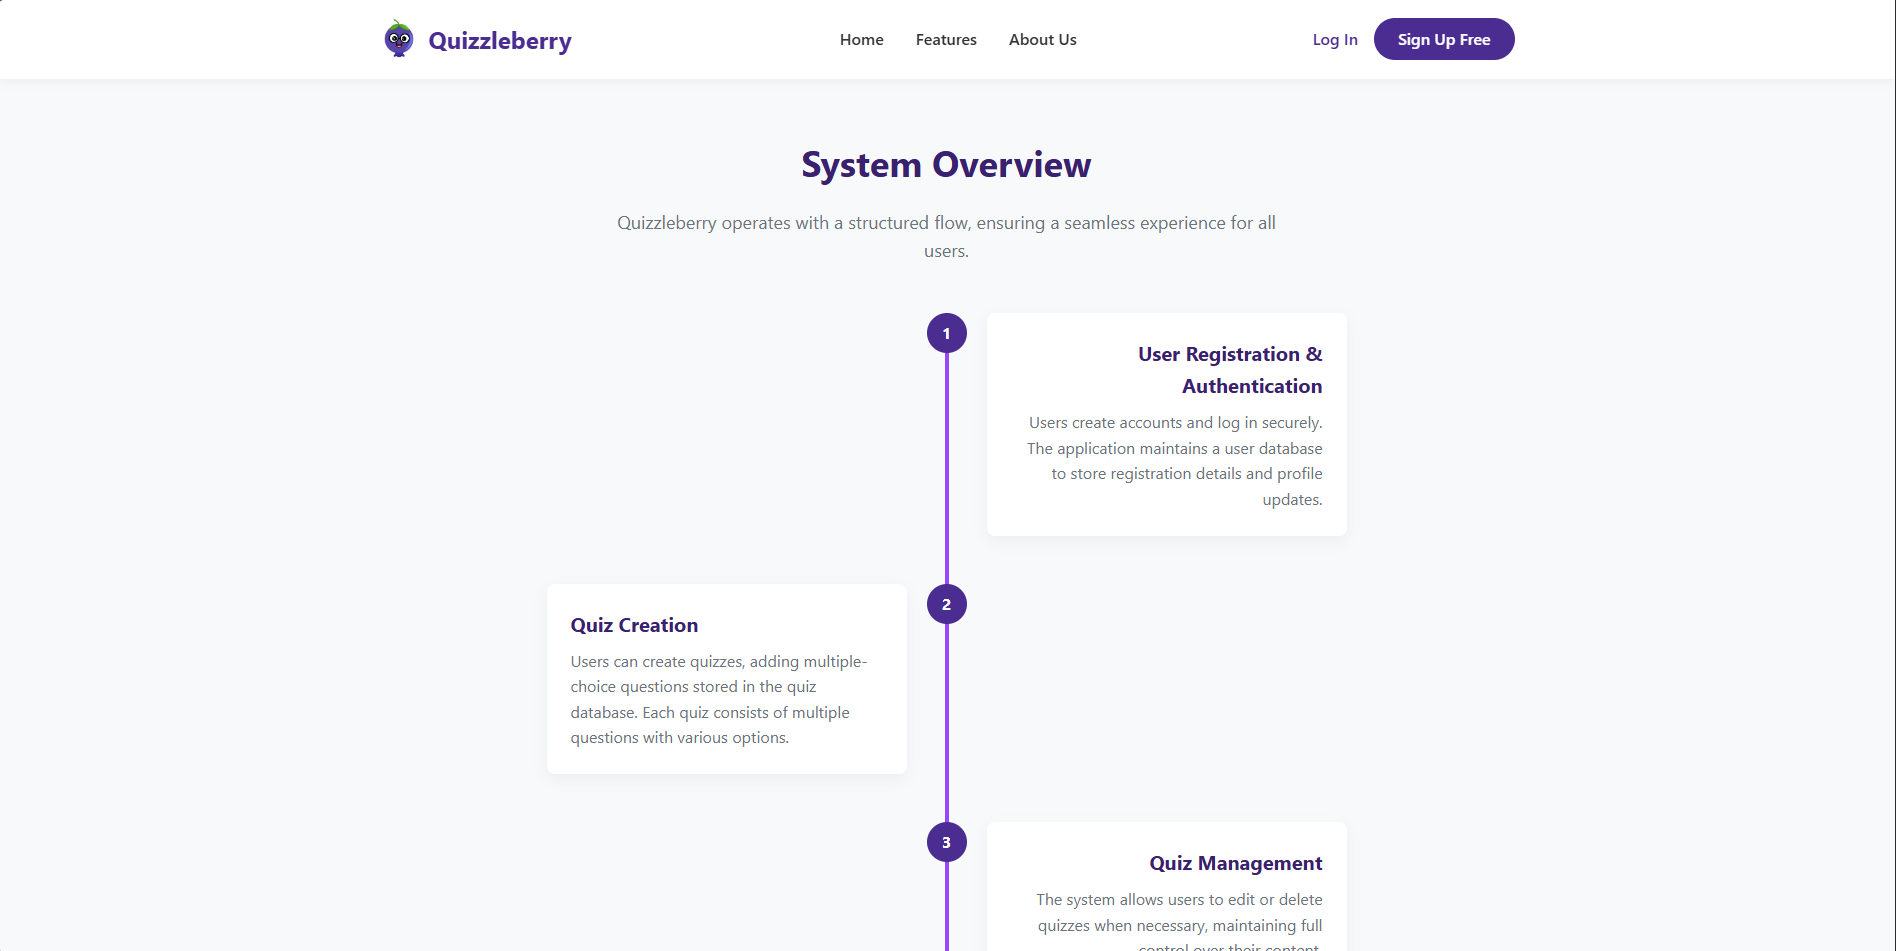 Quizzleberry
Home
Features
About Us
Log In
Sign Up Free
System Overview
Quizzleberry operates with a structured flow, ensuring a seamless experience for all
users.
1
User Registration &
Authentication
Users create accounts and log in securely.
The application maintains a user database
to store registration details and profile
updates.
2
Quiz Creation
Users can create quizzes, adding multiple-
choice questions stored in the quiz
database. Each quiz consists of multiple
questions with various options.
3
Quiz Management
The system allows users to edit or delete
quizzes when necessary, maintaining full
control over their content.